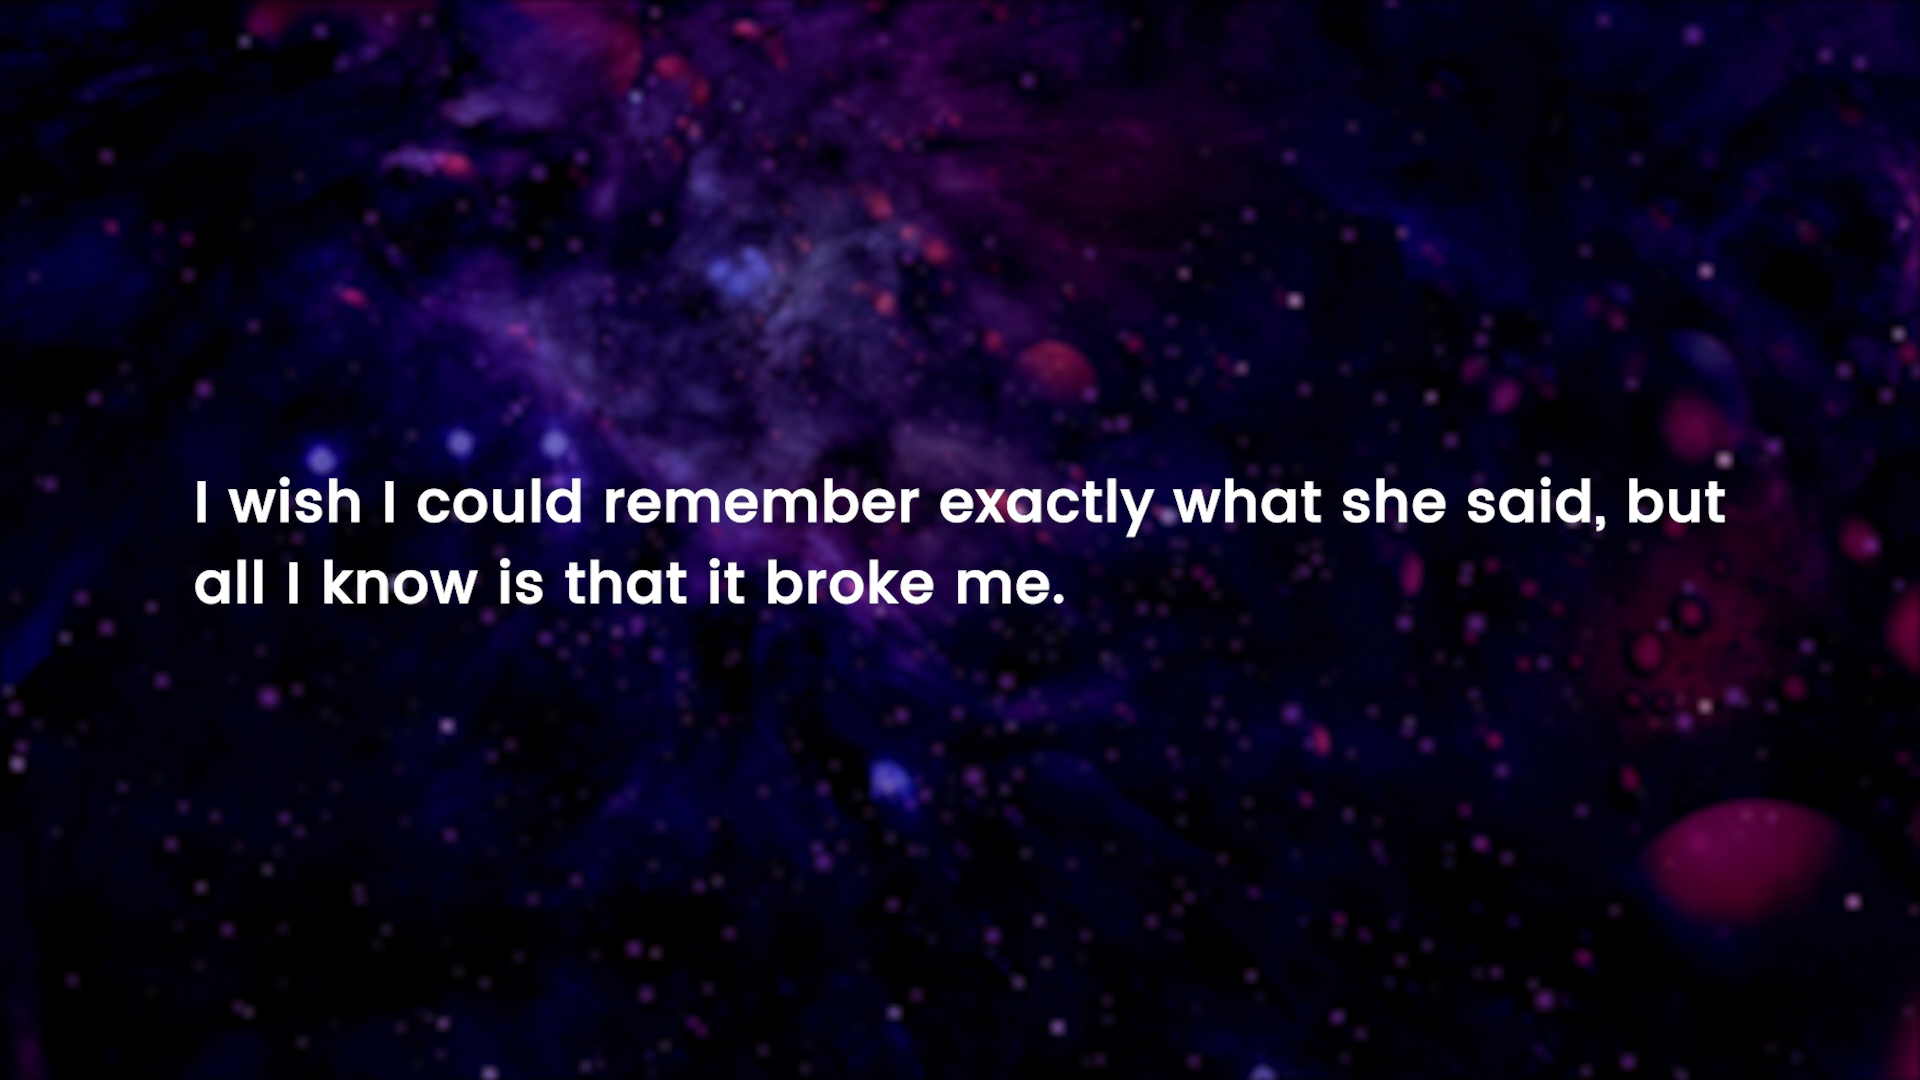 I wish I could remember exactly what she said, but
all I know is that it broke me.